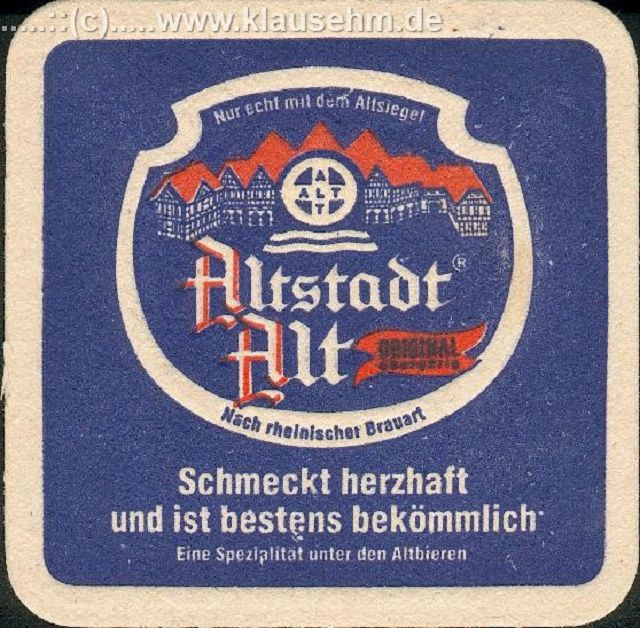 .....::(c).....www.klausehm.de
Nur echt mit dem Altsiegel
A
A L T
T
Altstadt®
Alt
ORIGINAL
Nach rheinischer Brauart
Schmeckt herzhaft
und ist bestens bekömmlich
Eine Spezialität unter den Altbieren